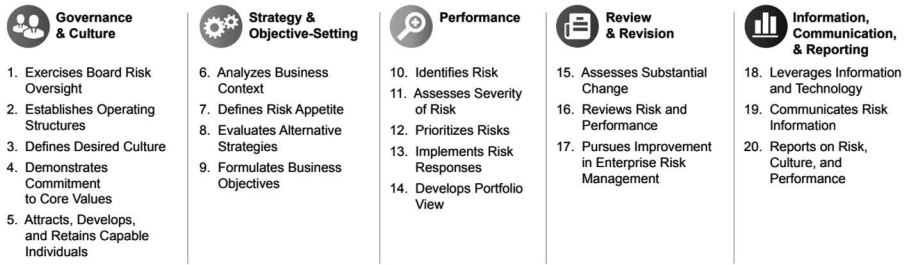 Governance
& Culture
1. Exercises Board Risk
Oversight
2. Establishes Operating
Structures
3. Defines Desired Culture
4. Demonstrates
Commitment
to Core Values
5. Attracts, Develops,
and Retains Capable
Individuals
Strategy &
Objective-Setting
6. Analyzes Business
Context
7. Defines Risk Appetite
8. Evaluates Alternative
Strategies
9. Formulates Business
Objectives
Performance
10. Identifies Risk
11. Assesses Severity
of Risk
12. Prioritizes Risks
13. Implements Risk
Responses
14. Develops Portfolio
View
Review
& Revision
15. Assesses Substantial
Change
16. Reviews Risk and
Performance
17. Pursues Improvement
in Enterprise Risk
Management
Information,
Communication,
& Reporting
18. Leverages Information
and Technology
19. Communicates Risk
Information
20. Reports on Risk,
Culture, and
Performance